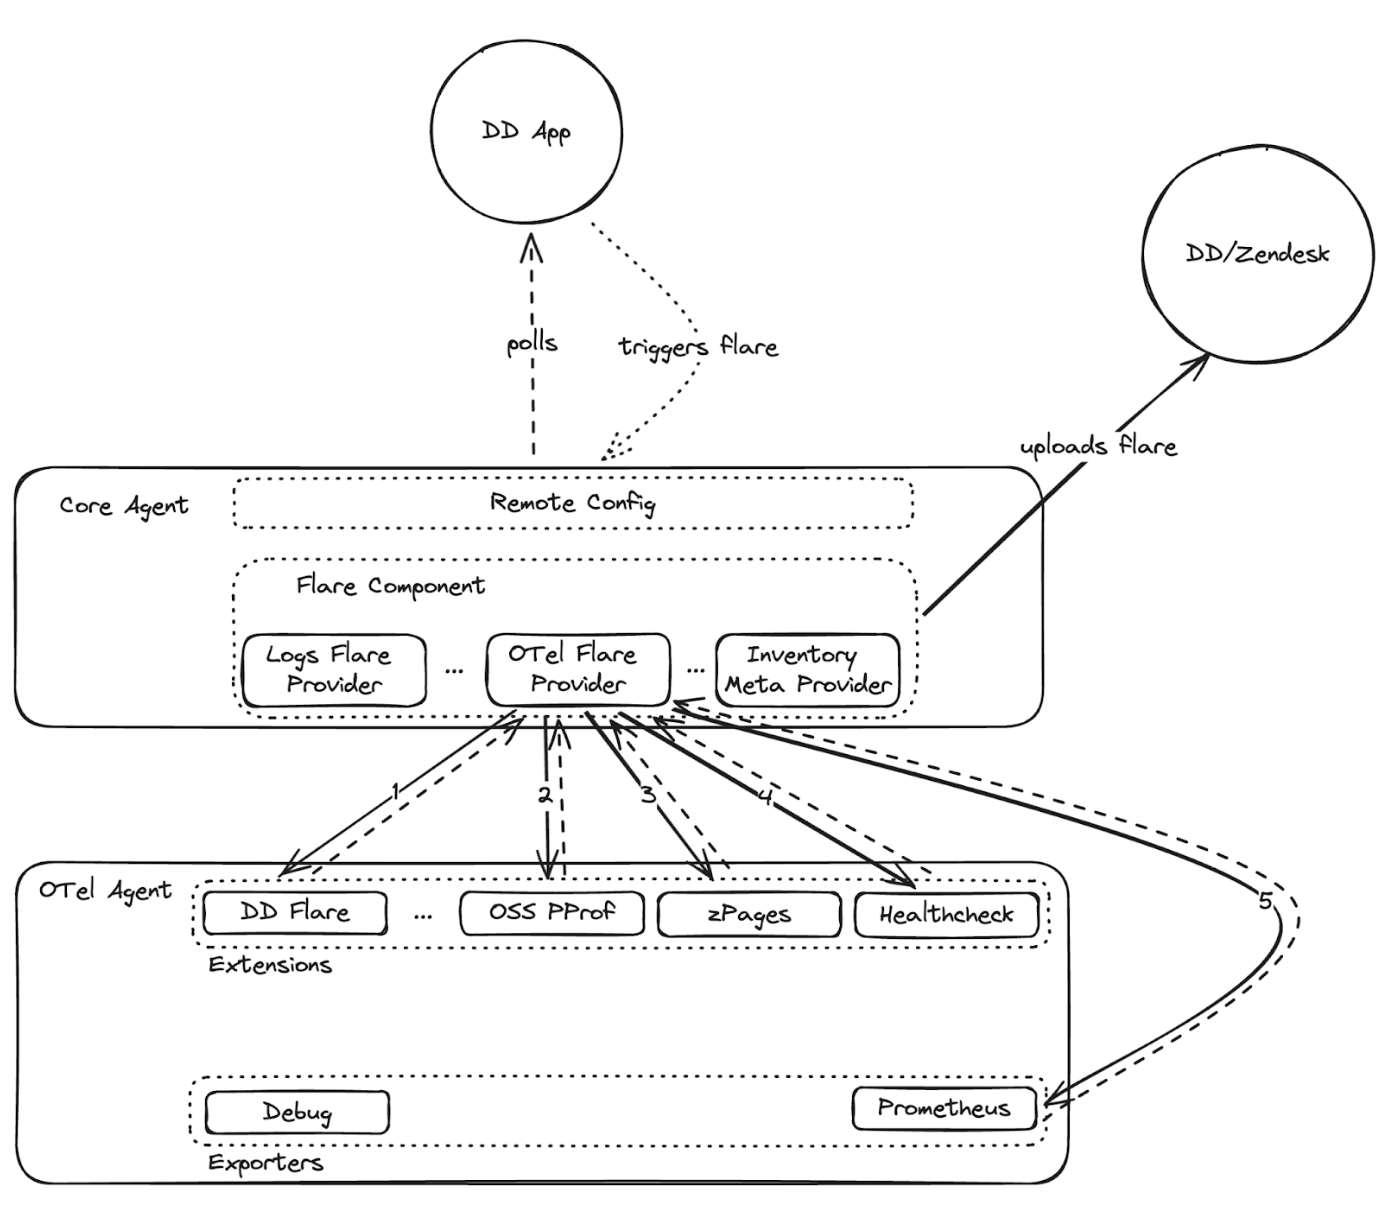 DD App
DD/Zendesk
polls
triggers flare
uploads flare
Core Agent
Remote Config
Flare Component
Logs Flare
Provider
...
OTel Flare
Provider
...
Inventory
Meta Provider
1
2
3
4
5
OTel Agent
DD Flare
...
OSS PProf
zPages
Healthcheck
Extensions
Debug
Prometheus
Exporters